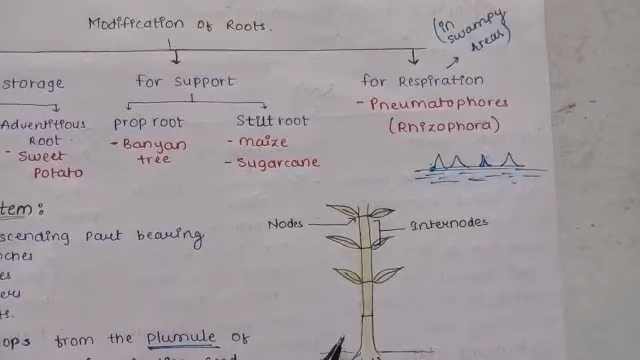 Modification of Roots.
(in swampy areas)
storage
for support
for Respiration
Adventitious Root
- Sweet Potato
prop root
- Banyan tree
Stilt root
- maize
- Sugarcane
- Pneumatophores
(Rhizophora)
tem:
scending part bearing
nches
es
ers
ts.
ops from the plumule of
Nodes
Internodes